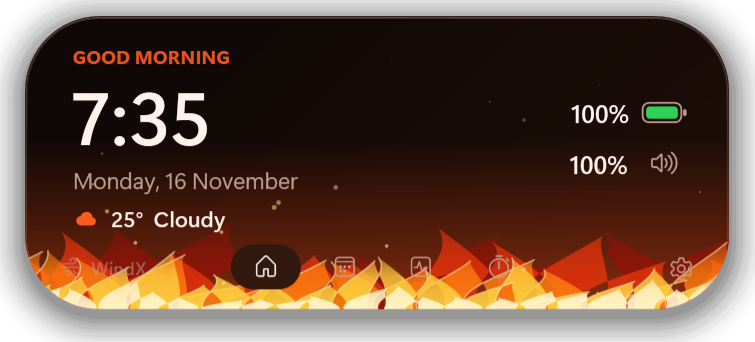 GOOD MORNING
7:35
100%
Monday, 16 November
100%
25° Cloudy
WindX